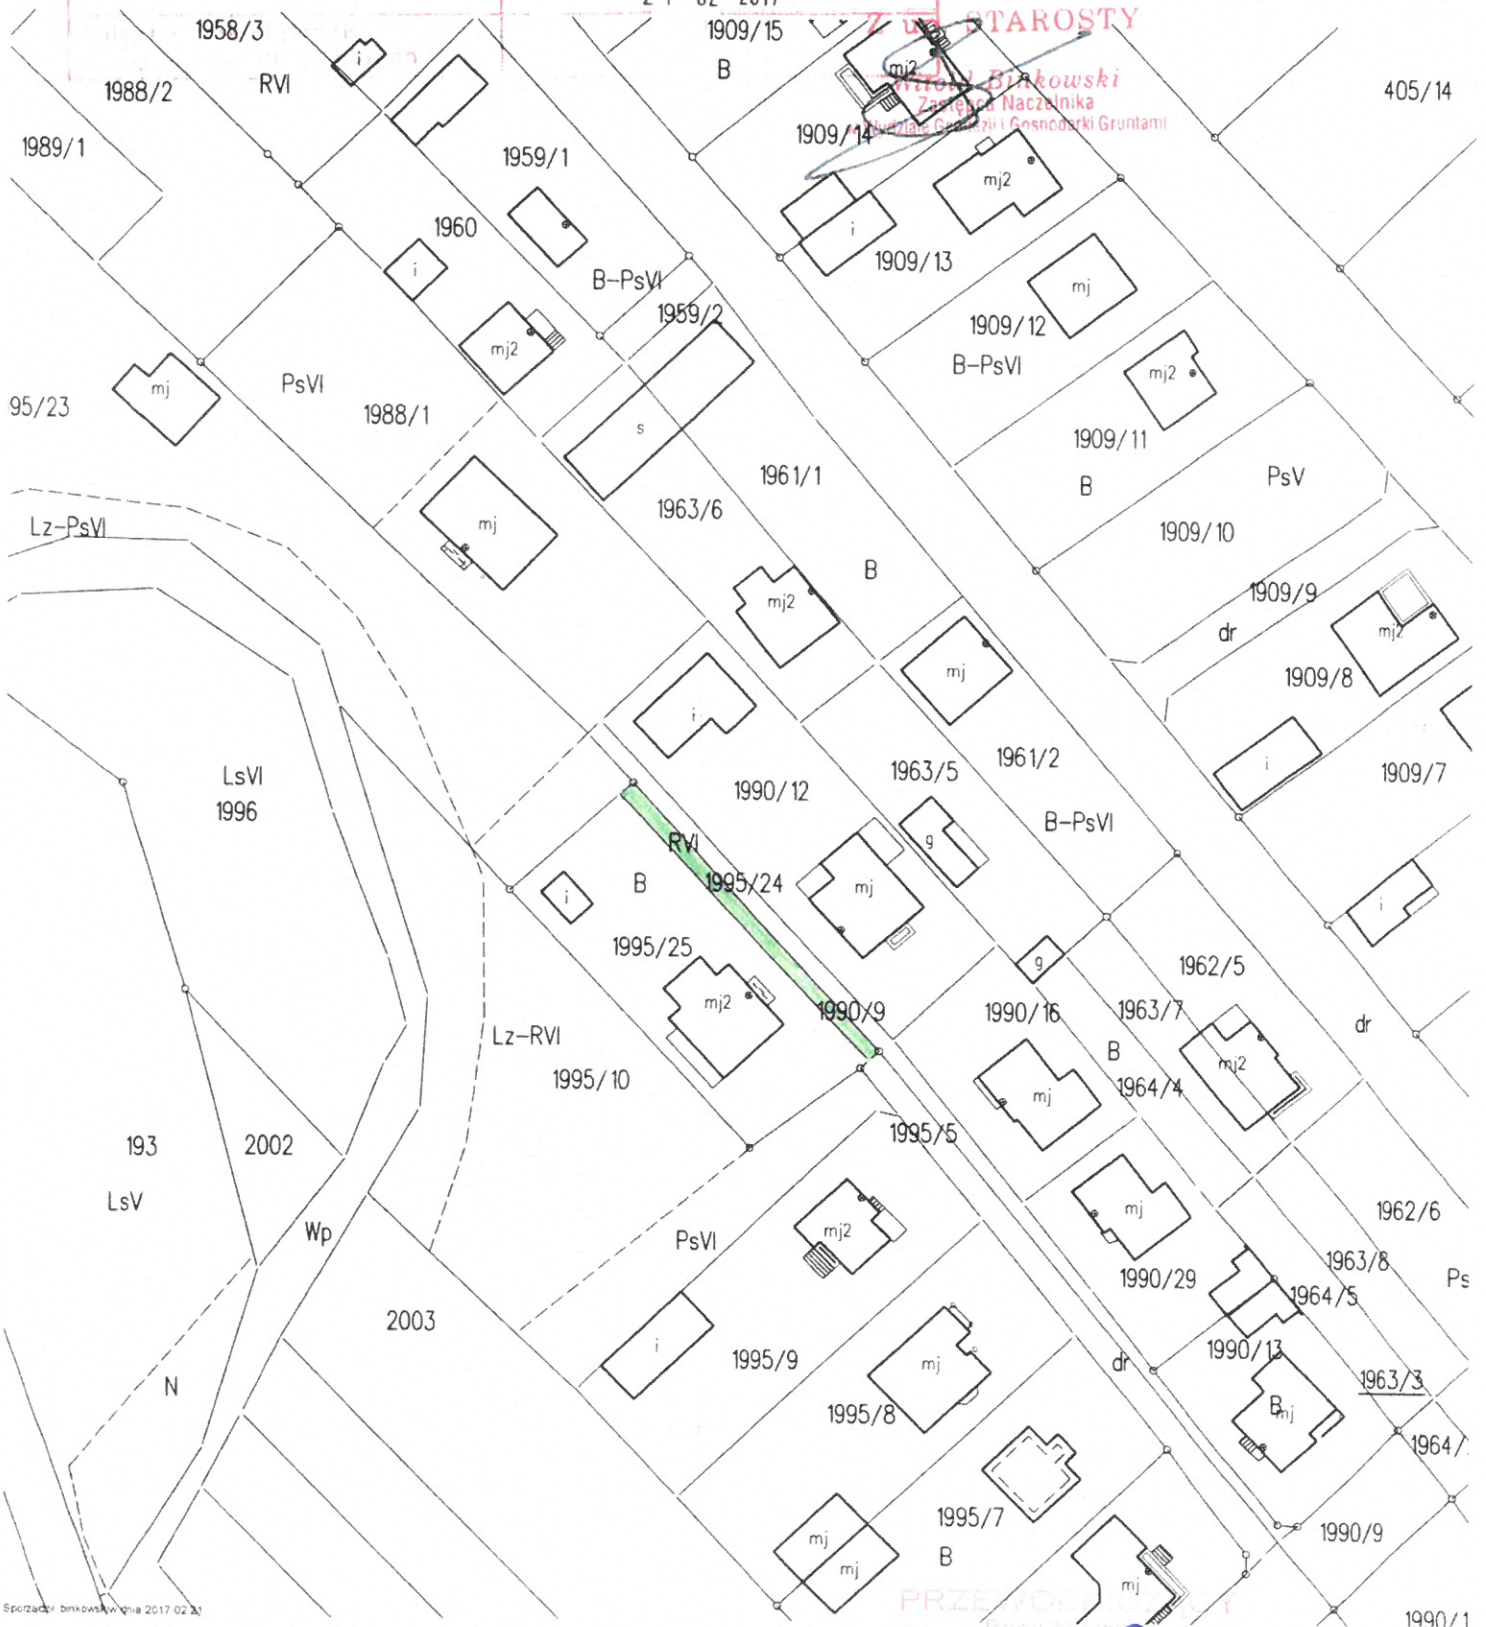 1958/3
1909/15
Z up. STAROSTY
RVI
i
B
mj2
Witold Binkowski
1988/2
405/14
Zastępca Naczelnika
1909/14
w Wydziale Geodezji i Gospodarki Gruntami
1989/1
1959/1
mj2
1960
i
i
1909/13
B-PsVI
mj
1959/2
1909/12
mj2
B-PsVI
mj2
mj
PsVI
95/23
1988/1
s
1909/11
1961/1
PsV
B
1963/6
mj
Lz-PsVI
1909/10
B
1909/9
mj2
dr
mj2
mj
1909/8
i
1961/2
LsVI
1963/5
i
1909/7
1990/12
1996
B-PsVI
RVI
g
B
1995/24
mj
i
i
1995/25
g
1962/5
mj2
1990/9
1990/16
1963/7
dr
Lz-RVI
B
mj2
1995/10
1964/4
mj
1995/5
193
2002
LsV
mj
1962/6
Wp
mj2
PsVI
1963/8
1990/29
Ps
1964/5
2003
i
1990/13
1995/9
mj
dr
1963/3
N
B
mj
1995/8
1964/
1995/7
1990/9
mj
B
mj
mj
PRZEWODNICZĄCY
1990/1